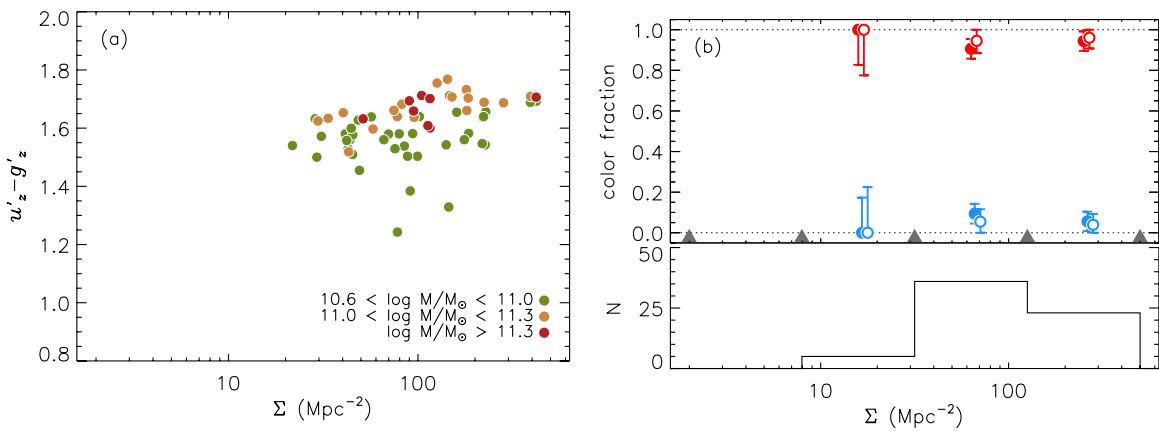 (a)
2.0
1.8
1.6
1.4
1.2
1.0
0.8
u'z-g'z
10.6 < log M/M⊙ < 11.0
11.0 < log M/M⊙ < 11.3
log M/M⊙ > 11.3
10 100
Σ (Mpc⁻²)
(b)
1.0
0.8
0.6
0.4
0.2
0.0
color fraction
50
25
0
N
10 100
Σ (Mpc⁻²)